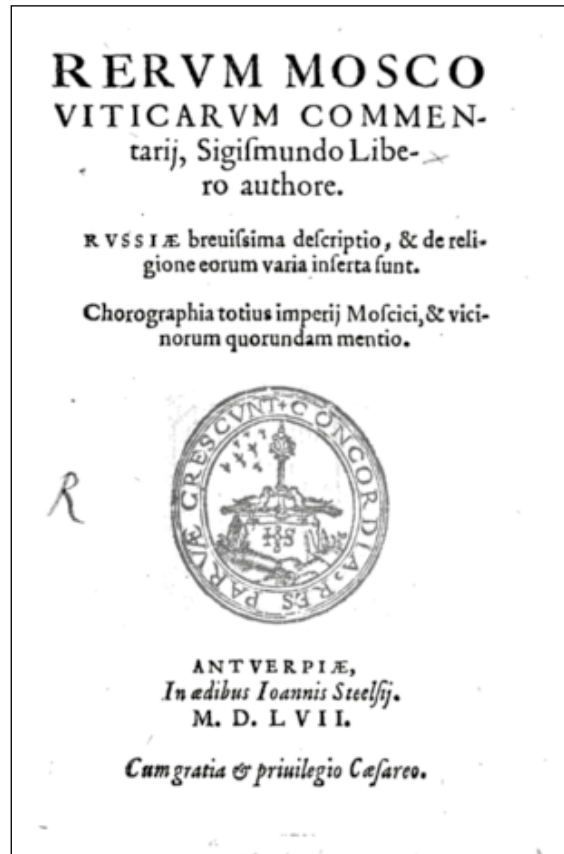 RERVM MOSCO
VITICARVM COMMEN-
tarij, Sigiſmundo Libe-
ro authore.
RVSSIÆ breuiſſima deſcriptio, & de reli-
gione eorum varia inſerta ſunt.
Chorographia totius imperij Moſcici, & vici-
norum quorundam mentio.
CONCORDIA RES PARVÆ CRESCVNT
IHS
R
ANTVERPIÆ,
In ædibus Ioannis Steelſij.
M. D. LVII.
Cum gratia & priuilegio Cæſareo.